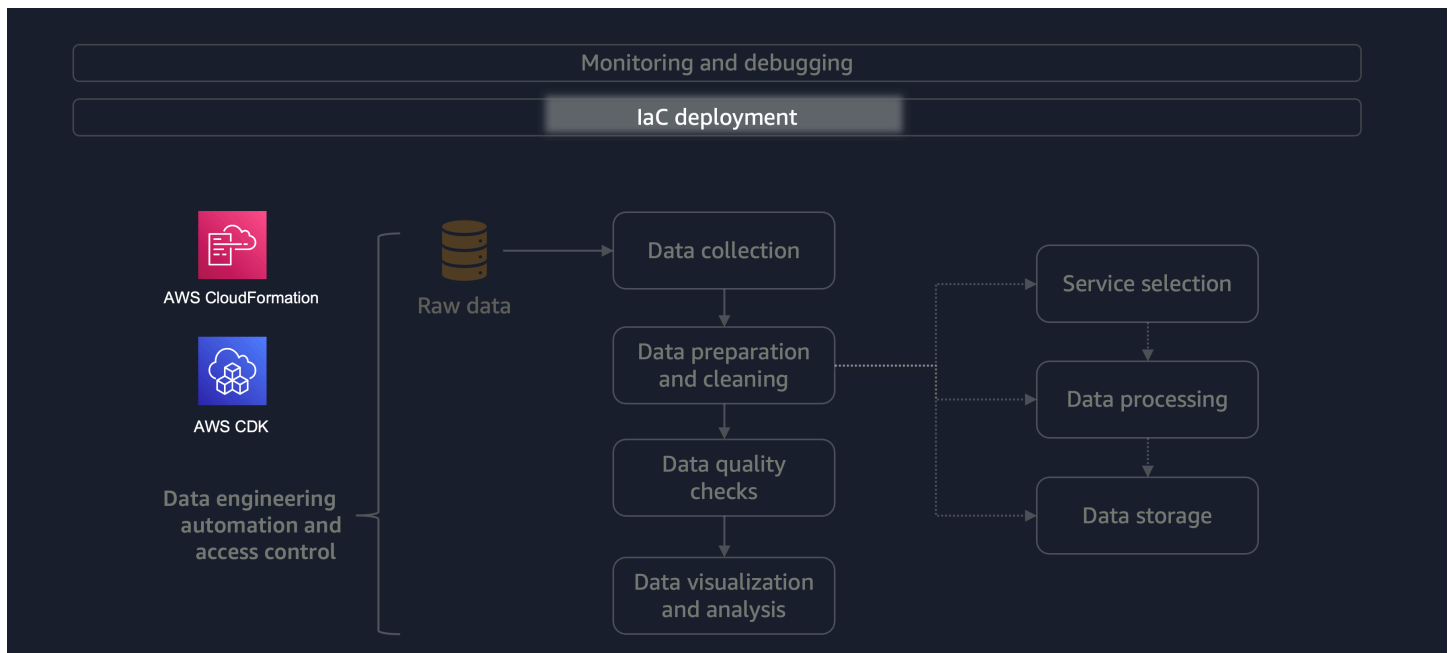 Monitoring and debugging
IaC deployment
AWS CloudFormation
AWS CDK
Data engineering
automation and
access control
Raw data
Data collection
Data preparation
and cleaning
Data quality
checks
Data visualization
and analysis
Service selection
Data processing
Data storage